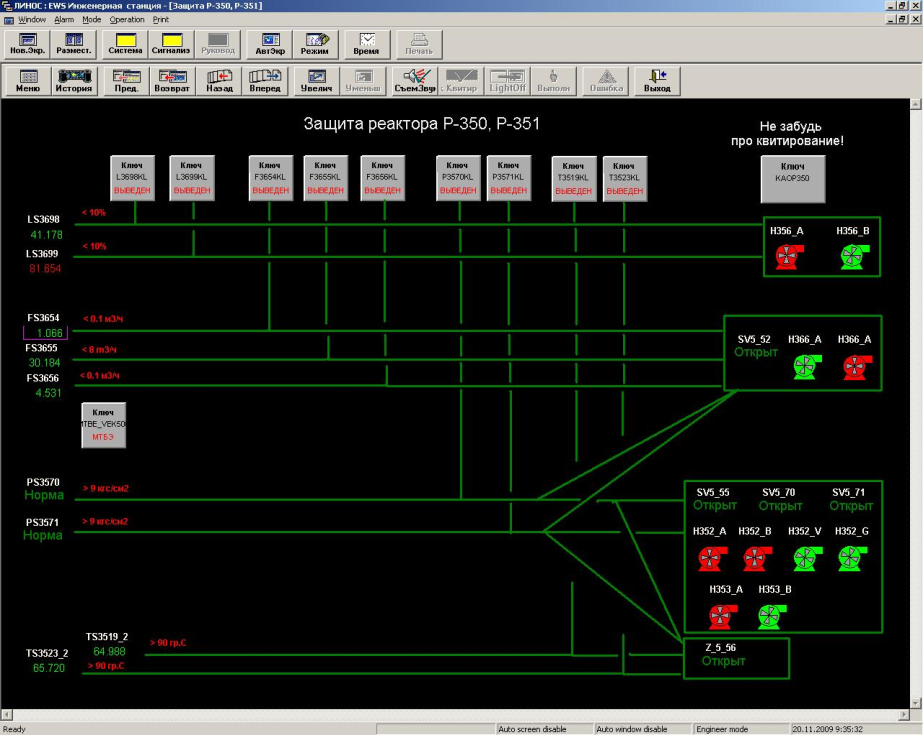 ЛИНОС : EWS Инженерная станция - [Защита Р-350, Р-351]
Window Alarm Mode Operation Print
Нов.Экр. Размест. Система Сигнализ Руковод АвтЭкр Режим Время Печать
Меню История Пред. Возврат Назад Вперед Увелич Уменьш СъемЗвук Квитир LightOff Выполн Ошибка Выход
Защита реактора Р-350, Р-351
Не забудь
про квитирование!
Ключ Ключ Ключ Ключ Ключ Ключ Ключ Ключ Ключ Ключ
L3698KL L3699KL F3654KL F3655KL F3656KL P3570KL P3571KL T3519KL T3523KL KAOP350
ВЫВЕДЕН ВЫВЕДЕН ВЫВЕДЕН ВЫВЕДЕН ВЫВЕДЕН ВЫВЕДЕН ВЫВЕДЕН ВЫВЕДЕН ВЫВЕДЕН
LS3698 < 10%
41.178
H356_A H356_B
LS3699 < 10%
81.654
FS3654 < 0.1 м3/ч
1.066
SV5_52 H366_A H366_A
Открыт
FS3655 < 8 m3/ч
30.184
FS3656 < 0.1 м3/ч
4.531
Ключ
MTBE_VEK50
МТБЭ
PS3570 > 9 кгс/см2
Норма
SV5_55 SV5_70 SV5_71
Открыт Открыт Открыт
PS3571 > 9 кгс/см2
Норма
H352_A H352_B H352_V H352_G
H353_A H353_B
TS3519_2 > 90 гр.С
64.988
TS3523_2 > 90 гр.С
65.720
Z_5_56
Открыт
Ready Auto screen disable Auto window disable Engineer mode 20.11.2009 9:35:32